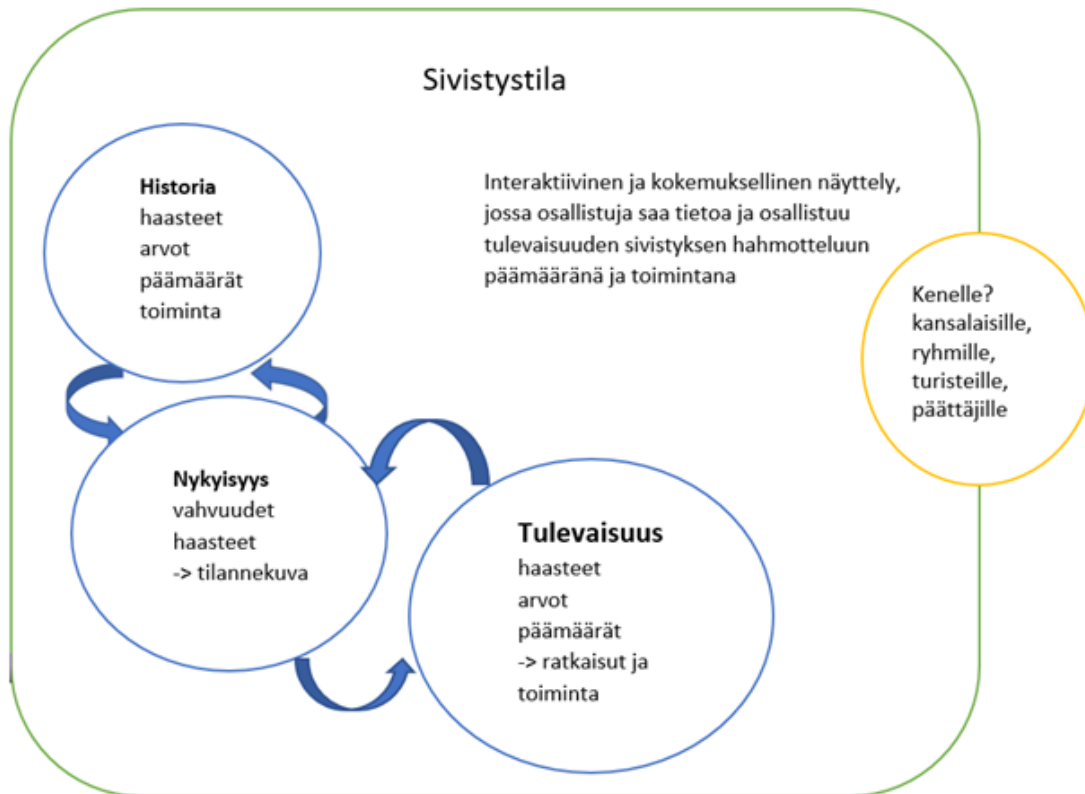 Sivistystila
Historia
haasteet
arvot
päämäärät
toiminta
Interaktiivinen ja kokemuksellinen näyttely,
jossa osallistuja saa tietoa ja osallistuu
tulevaisuuden sivistyksen hahmotteluun
päämääränä ja toimintana
Kenelle?
kansalaisille,
ryhmille,
turisteille,
päättäjille
Nykyisyys
vahvuudet
haasteet
-> tilannekuva
Tulevaisuus
haasteet
arvot
päämäärät
-> ratkaisut ja
toiminta